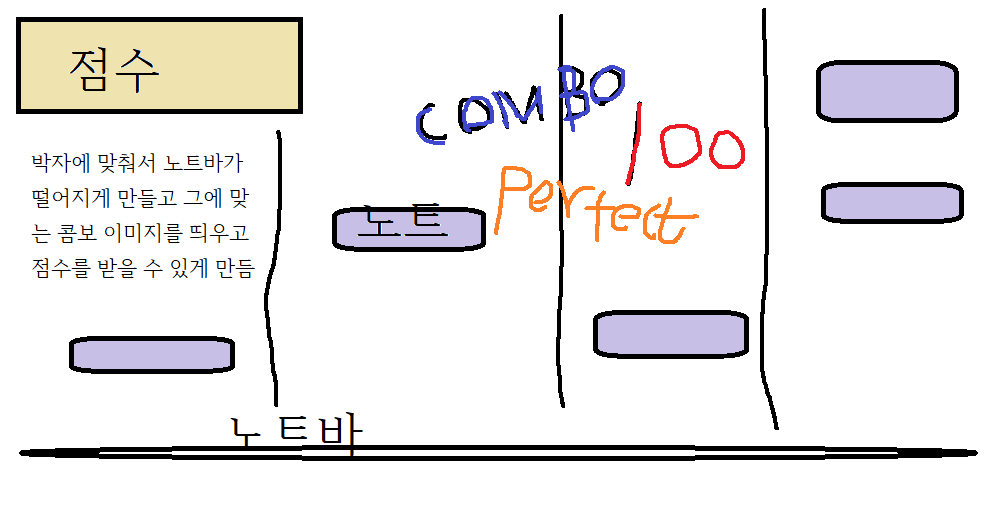 점수
COMBO
100
Perfect
박자에 맞춰서 노트바가
떨어지게 만들고 그에 맞
는 콤보 이미지를 띄우고
점수를 받을 수 있게 만듬
노트
노트바